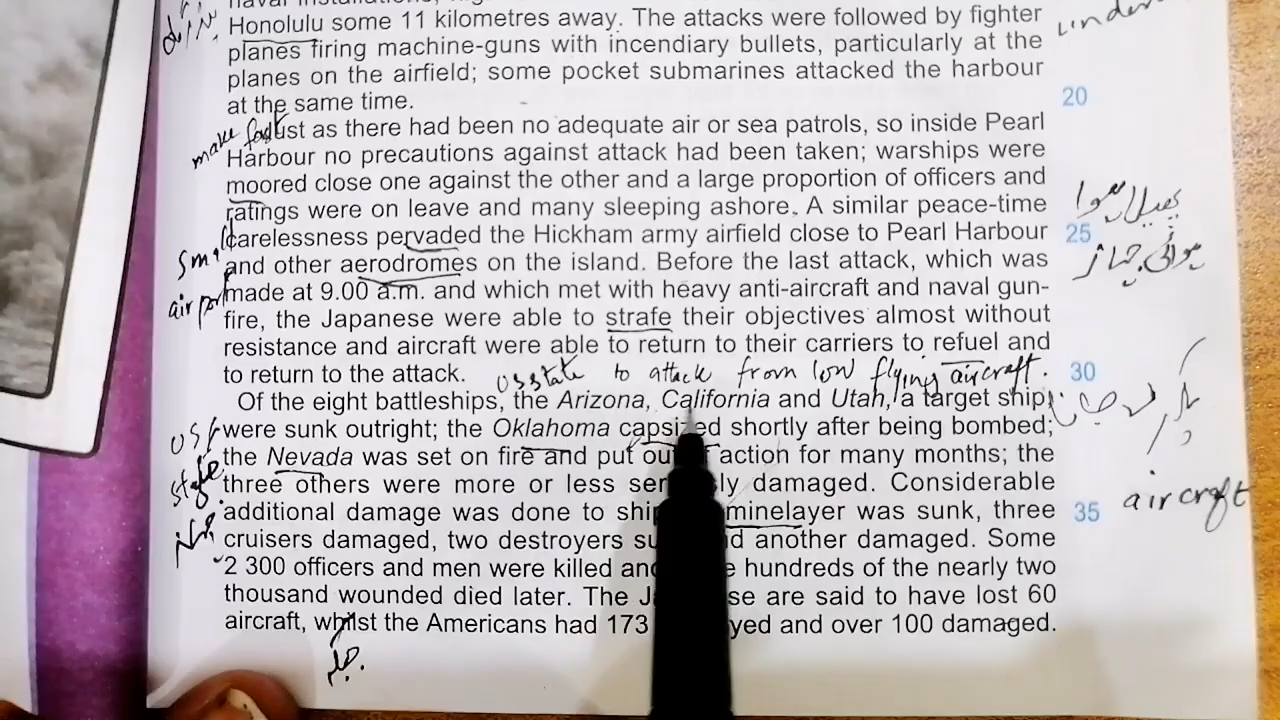 Honolulu some 11 kilometres away. The attacks were followed by fighter
planes firing machine-guns with incendiary bullets, particularly at the
planes on the airfield; some pocket submarines attacked the harbour
at the same time.
20
make fast
ust as there had been no adequate air or sea patrols, so inside Pearl
Harbour no precautions against attack had been taken; warships were
moored close one against the other and a large proportion of officers and
ratings were on leave and many sleeping ashore. A similar peace-time
carelessness pervaded the Hickham army airfield close to Pearl Harbour 25
and other aerodromes on the island. Before the last attack, which was
air port
made at 9.00 a.m. and which met with heavy anti-aircraft and naval gun-
fire, the Japanese were able to strafe their objectives almost without
resistance and aircraft were able to return to their carriers to refuel and
to return to the attack. 30
to attack from low flying aircraft.
Of the eight battleships, the Arizona, California and Utah, a target ship,
were sunk outright; the Oklahoma capsized shortly after being bombed;
the Nevada was set on fire and put out action for many months; the
three others were more or less ser ly damaged. Considerable
additional damage was done to ship minelayer was sunk, three 35
aircraft
cruisers damaged, two destroyers su d another damaged. Some
2 300 officers and men were killed an e hundreds of the nearly two
thousand wounded died later. The J se are said to have lost 60
aircraft, whilst the Americans had 173 yed and over 100 damaged.